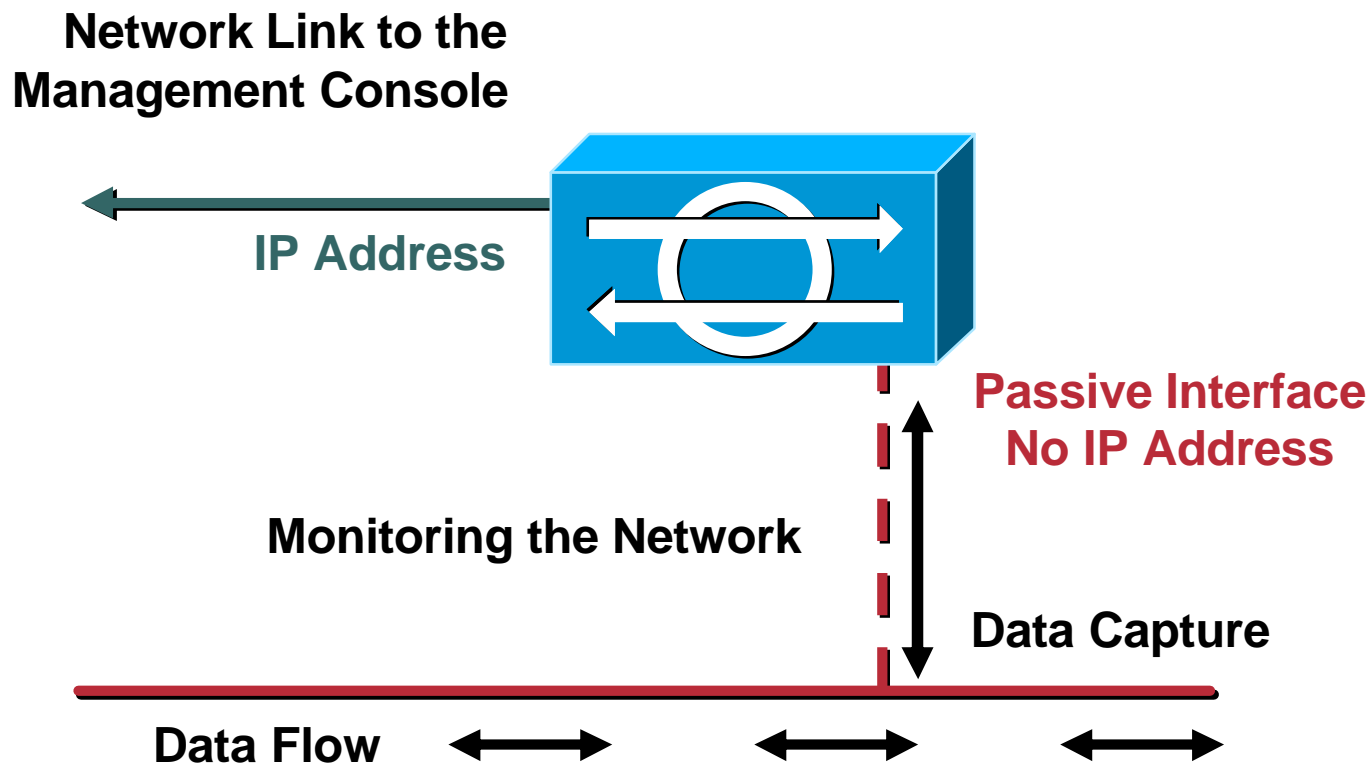 Network Link to the
Management Console
IP Address
Passive Interface
No IP Address
Monitoring the Network
Data Capture
Data Flow